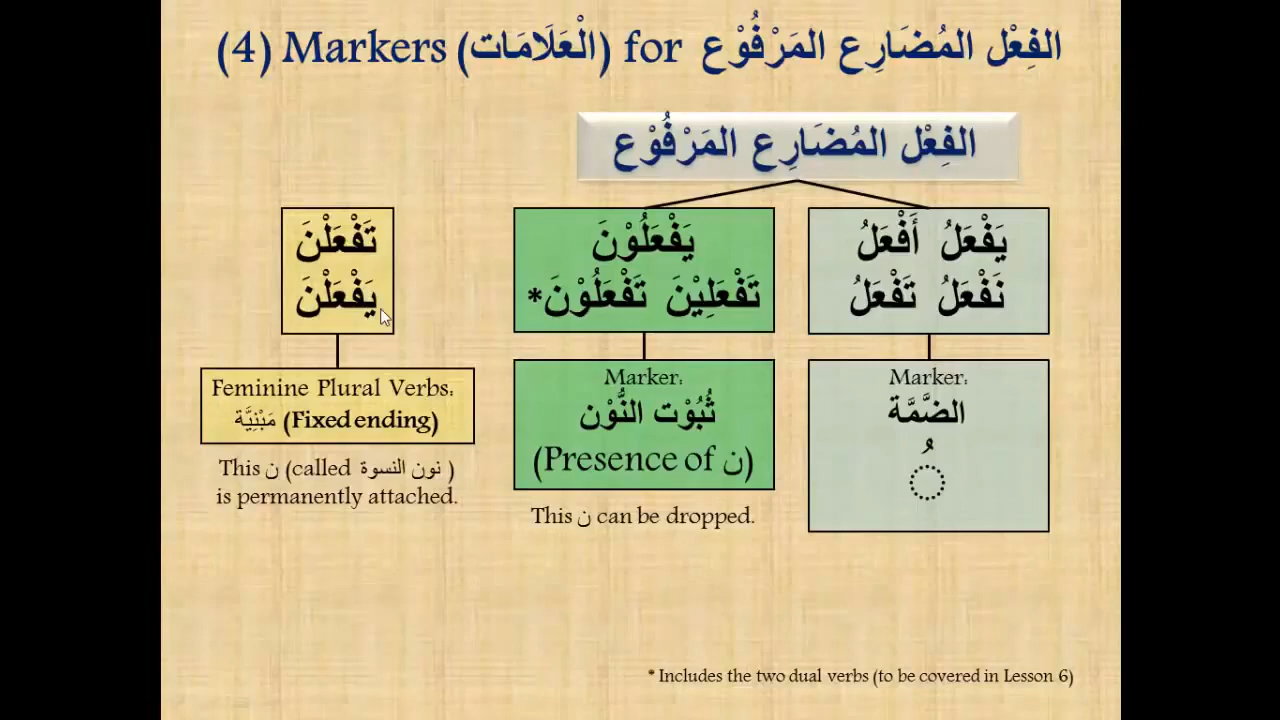 (4) Markers (الْعَلَامَات) for الفِعْل المُضَارِع المَرْفُوْع
الفِعْل المُضَارِع المَرْفُوْع
يَفْعَلُ أَفْعَلُ
نَفْعَلُ تَفْعَلُ
Marker:
الضَّمَّة
ـُ
يَفْعَلُوْنَ
تَفْعَلِيْنَ تَفْعَلُوْنَ*
Marker:
ثُبُوْت النُّوْن
(Presence of ن)
This ن can be dropped.
تَفْعَلْنَ
يَفْعَلْنَ
Feminine Plural Verbs:
مَبْنِيَّة (Fixed ending)
This ن (called نون النسوة )
is permanently attached.
* Includes the two dual verbs (to be covered in Lesson 6)